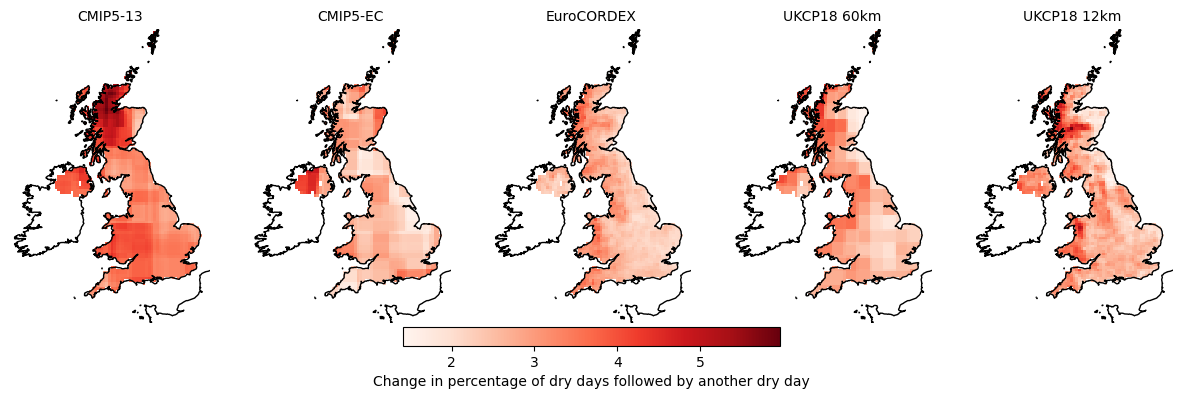 CMIP5-13 CMIP5-EC EuroCORDEX UKCP18 60km UKCP18 12km
2 3 4 5
Change in percentage of dry days followed by another dry day